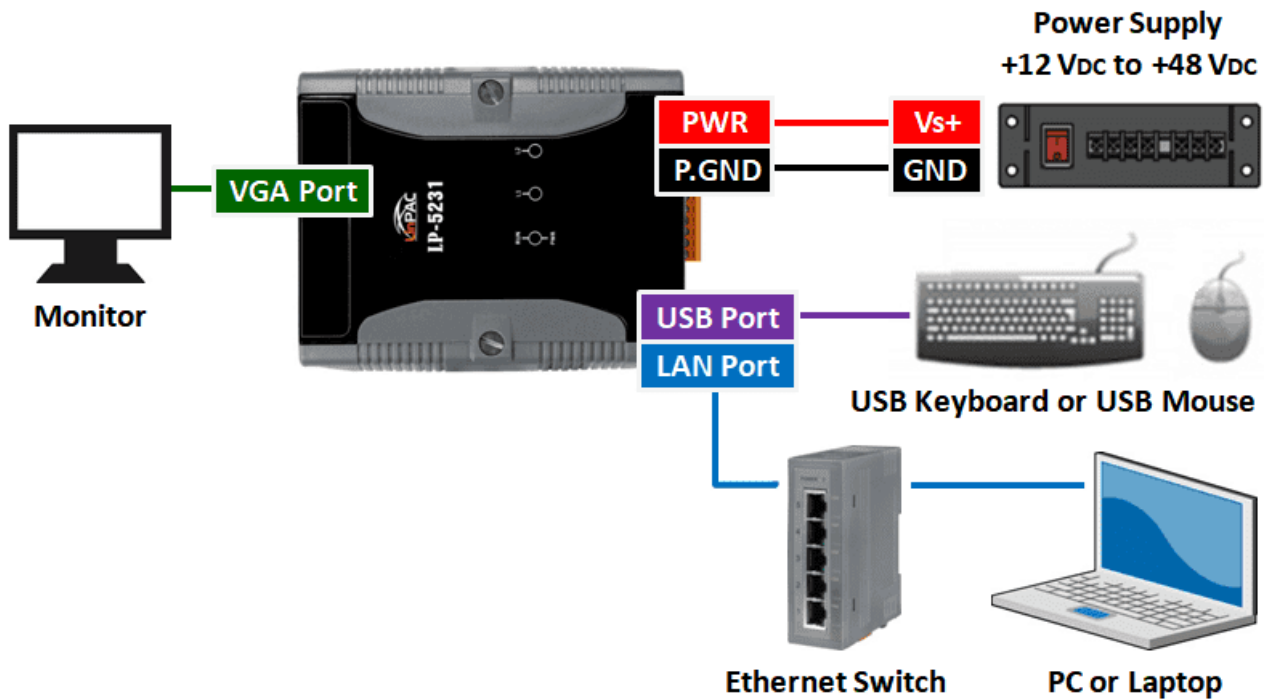 Power Supply
+12 VDC to +48 VDC
PWR
Vs+
P.GND
GND
VGA Port
LinPAC
LP-5231
Monitor
USB Port
LAN Port
USB Keyboard or USB Mouse
Ethernet Switch
PC or Laptop